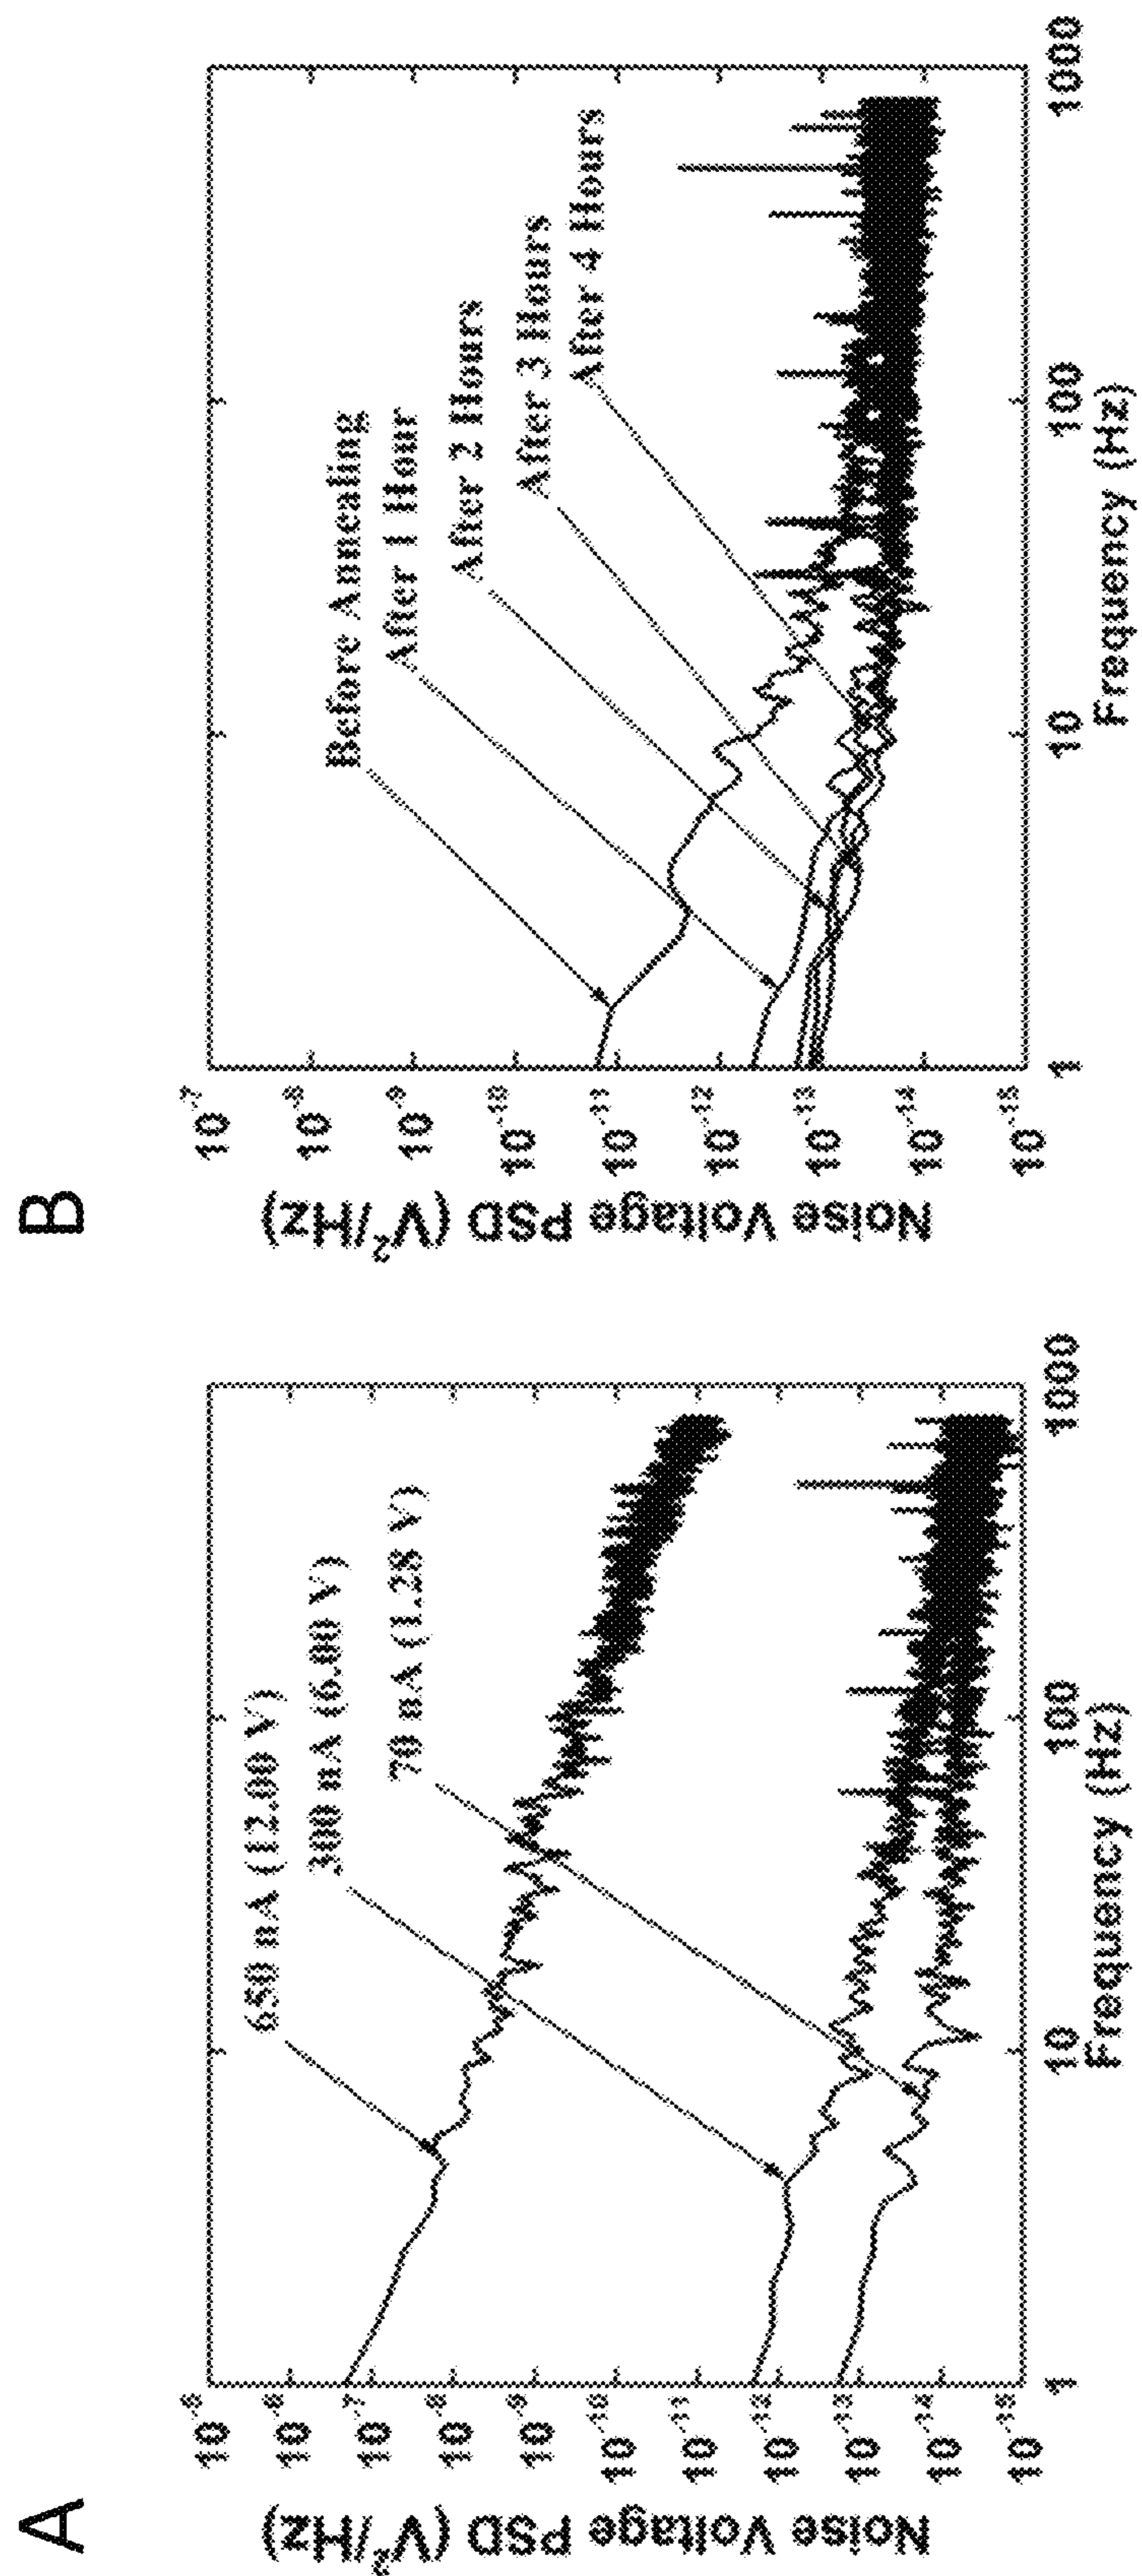 A
Noise Voltage PSD (V²/Hz)
10⁻⁵
10⁻⁶
10⁻⁷
10⁻⁸
10⁻⁹
10⁻¹⁰
10⁻¹¹
10⁻¹²
10⁻¹³
10⁻¹⁴
10⁻¹⁵
650 nA (12.00 V)
300 nA (6.00 V)
70 nA (1.28 V)
1
10
100
1000
Frequency (Hz)
B
Noise Voltage PSD (V²/Hz)
10⁻⁷
10⁻⁸
10⁻⁹
10⁻¹⁰
10⁻¹¹
10⁻¹²
10⁻¹³
10⁻¹⁴
10⁻¹⁵
Before Annealing
After 1 Hour
After 2 Hours
After 3 Hours
After 4 Hours
1
10
100
1000
Frequency (Hz)